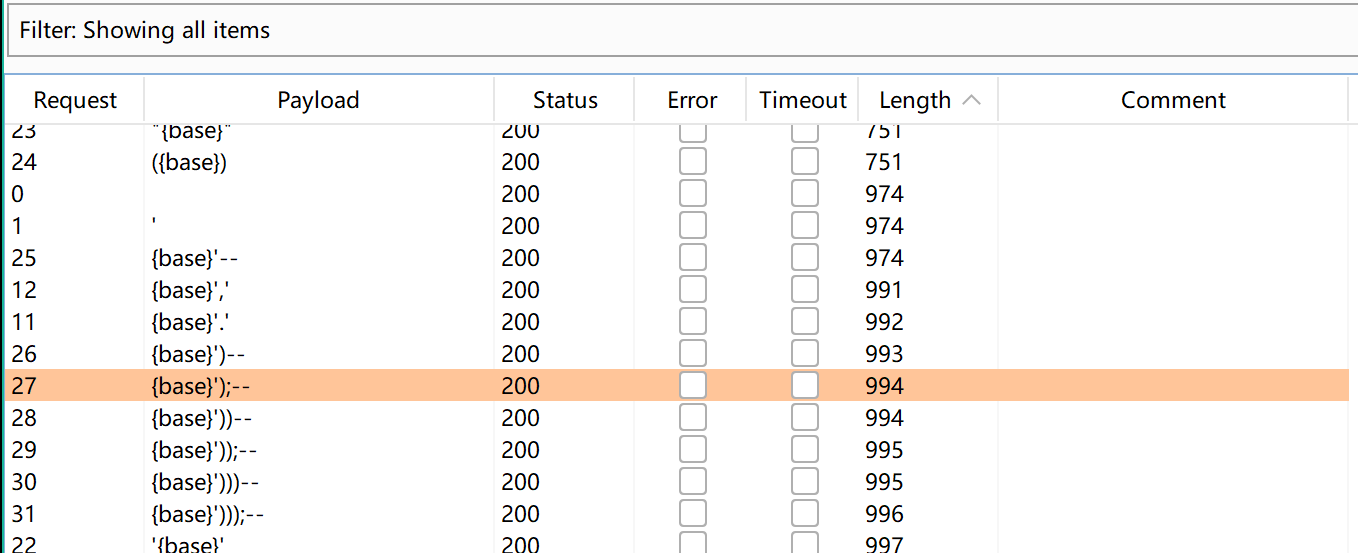 Filter: Showing all items
Request Payload Status Error Timeout Length Comment
23 "{base}" 200 751
24 ({base}) 200 751
0 200 974
1 ' 200 974
25 {base}'-- 200 974
12 {base}',' 200 991
11 {base}'.' 200 992
26 {base}')-- 200 993
27 {base}');-- 200 994
28 {base}'))-- 200 994
29 {base}'));-- 200 995
30 {base}')))-- 200 995
31 {base}')));-- 200 996
22 '{base}' 200 997